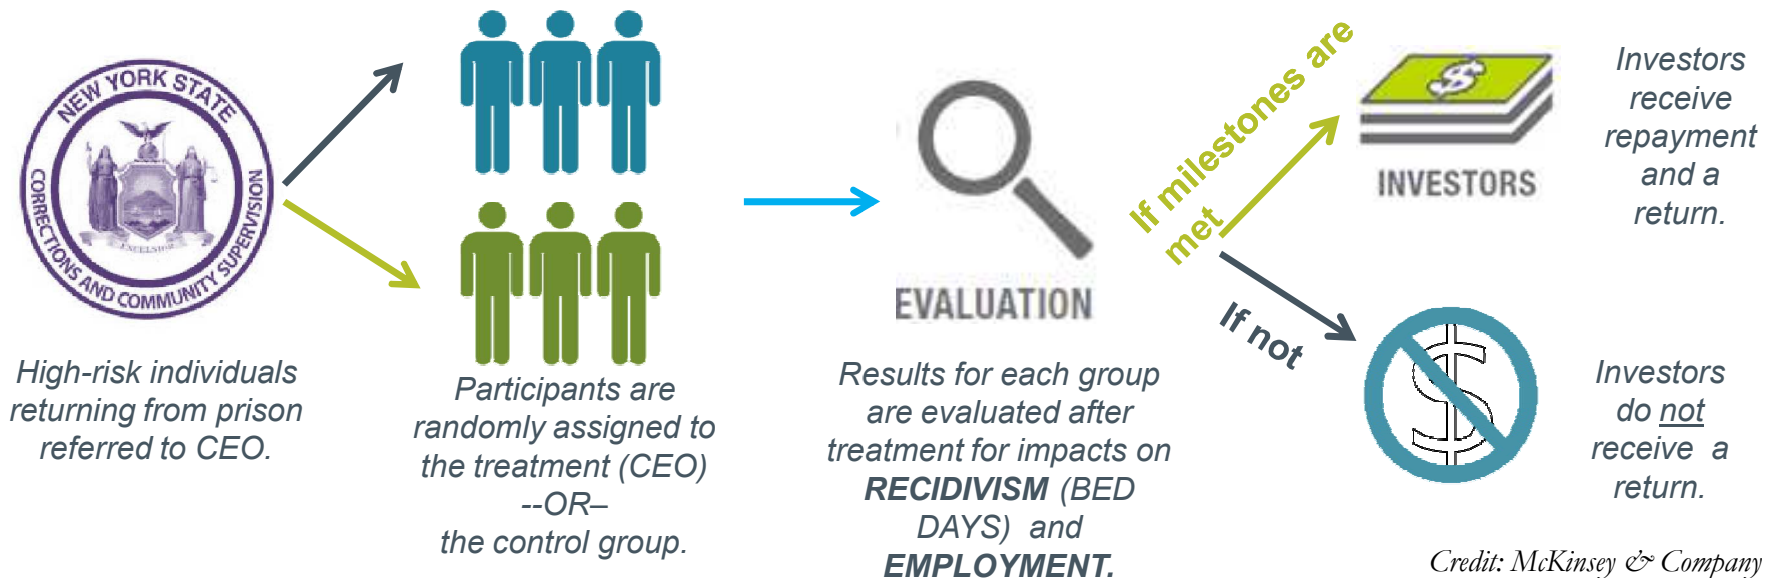 NEW YORK STATE
CORRECTIONS AND COMMUNITY SUPERVISION
EXCELSIOR
High-risk individuals
returning from prison
referred to CEO.
Participants are
randomly assigned to
the treatment (CEO)
--OR–
the control group.
EVALUATION
Results for each group
are evaluated after
treatment for impacts on
RECIDIVISM (BED
DAYS) and
EMPLOYMENT.
If milestones are
met
$
INVESTORS
Investors
receive
repayment
and a
return.
If not
$
Investors
do not
receive a
return.
Credit: McKinsey & Company